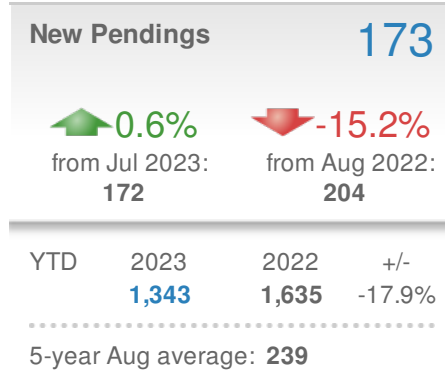 New Pendings 173
0.6% -15.2%
from Jul 2023: from Aug 2022:
172 204
YTD 2023 2022 +/-
1,343 1,635 -17.9%
5-year Aug average: 239